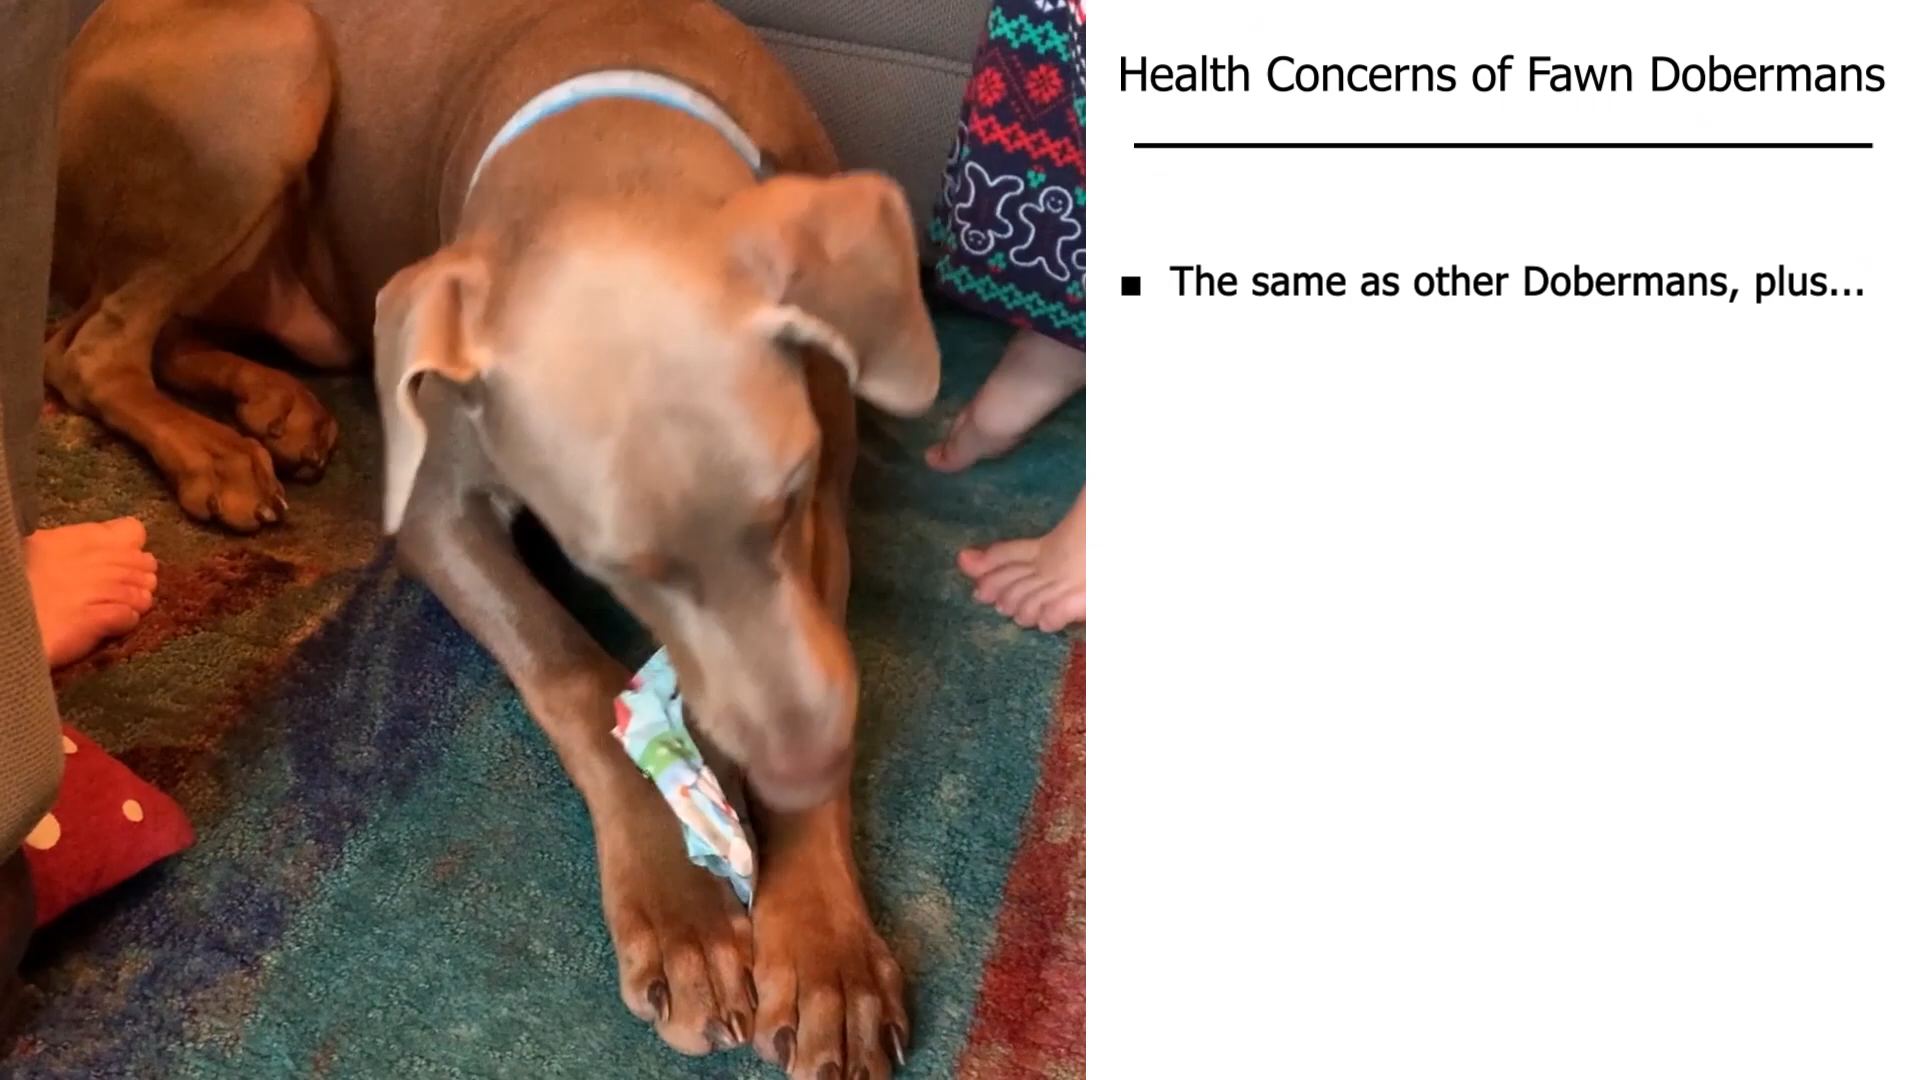 Health Concerns of Fawn Dobermans
▪ The same as other Dobermans, plus...